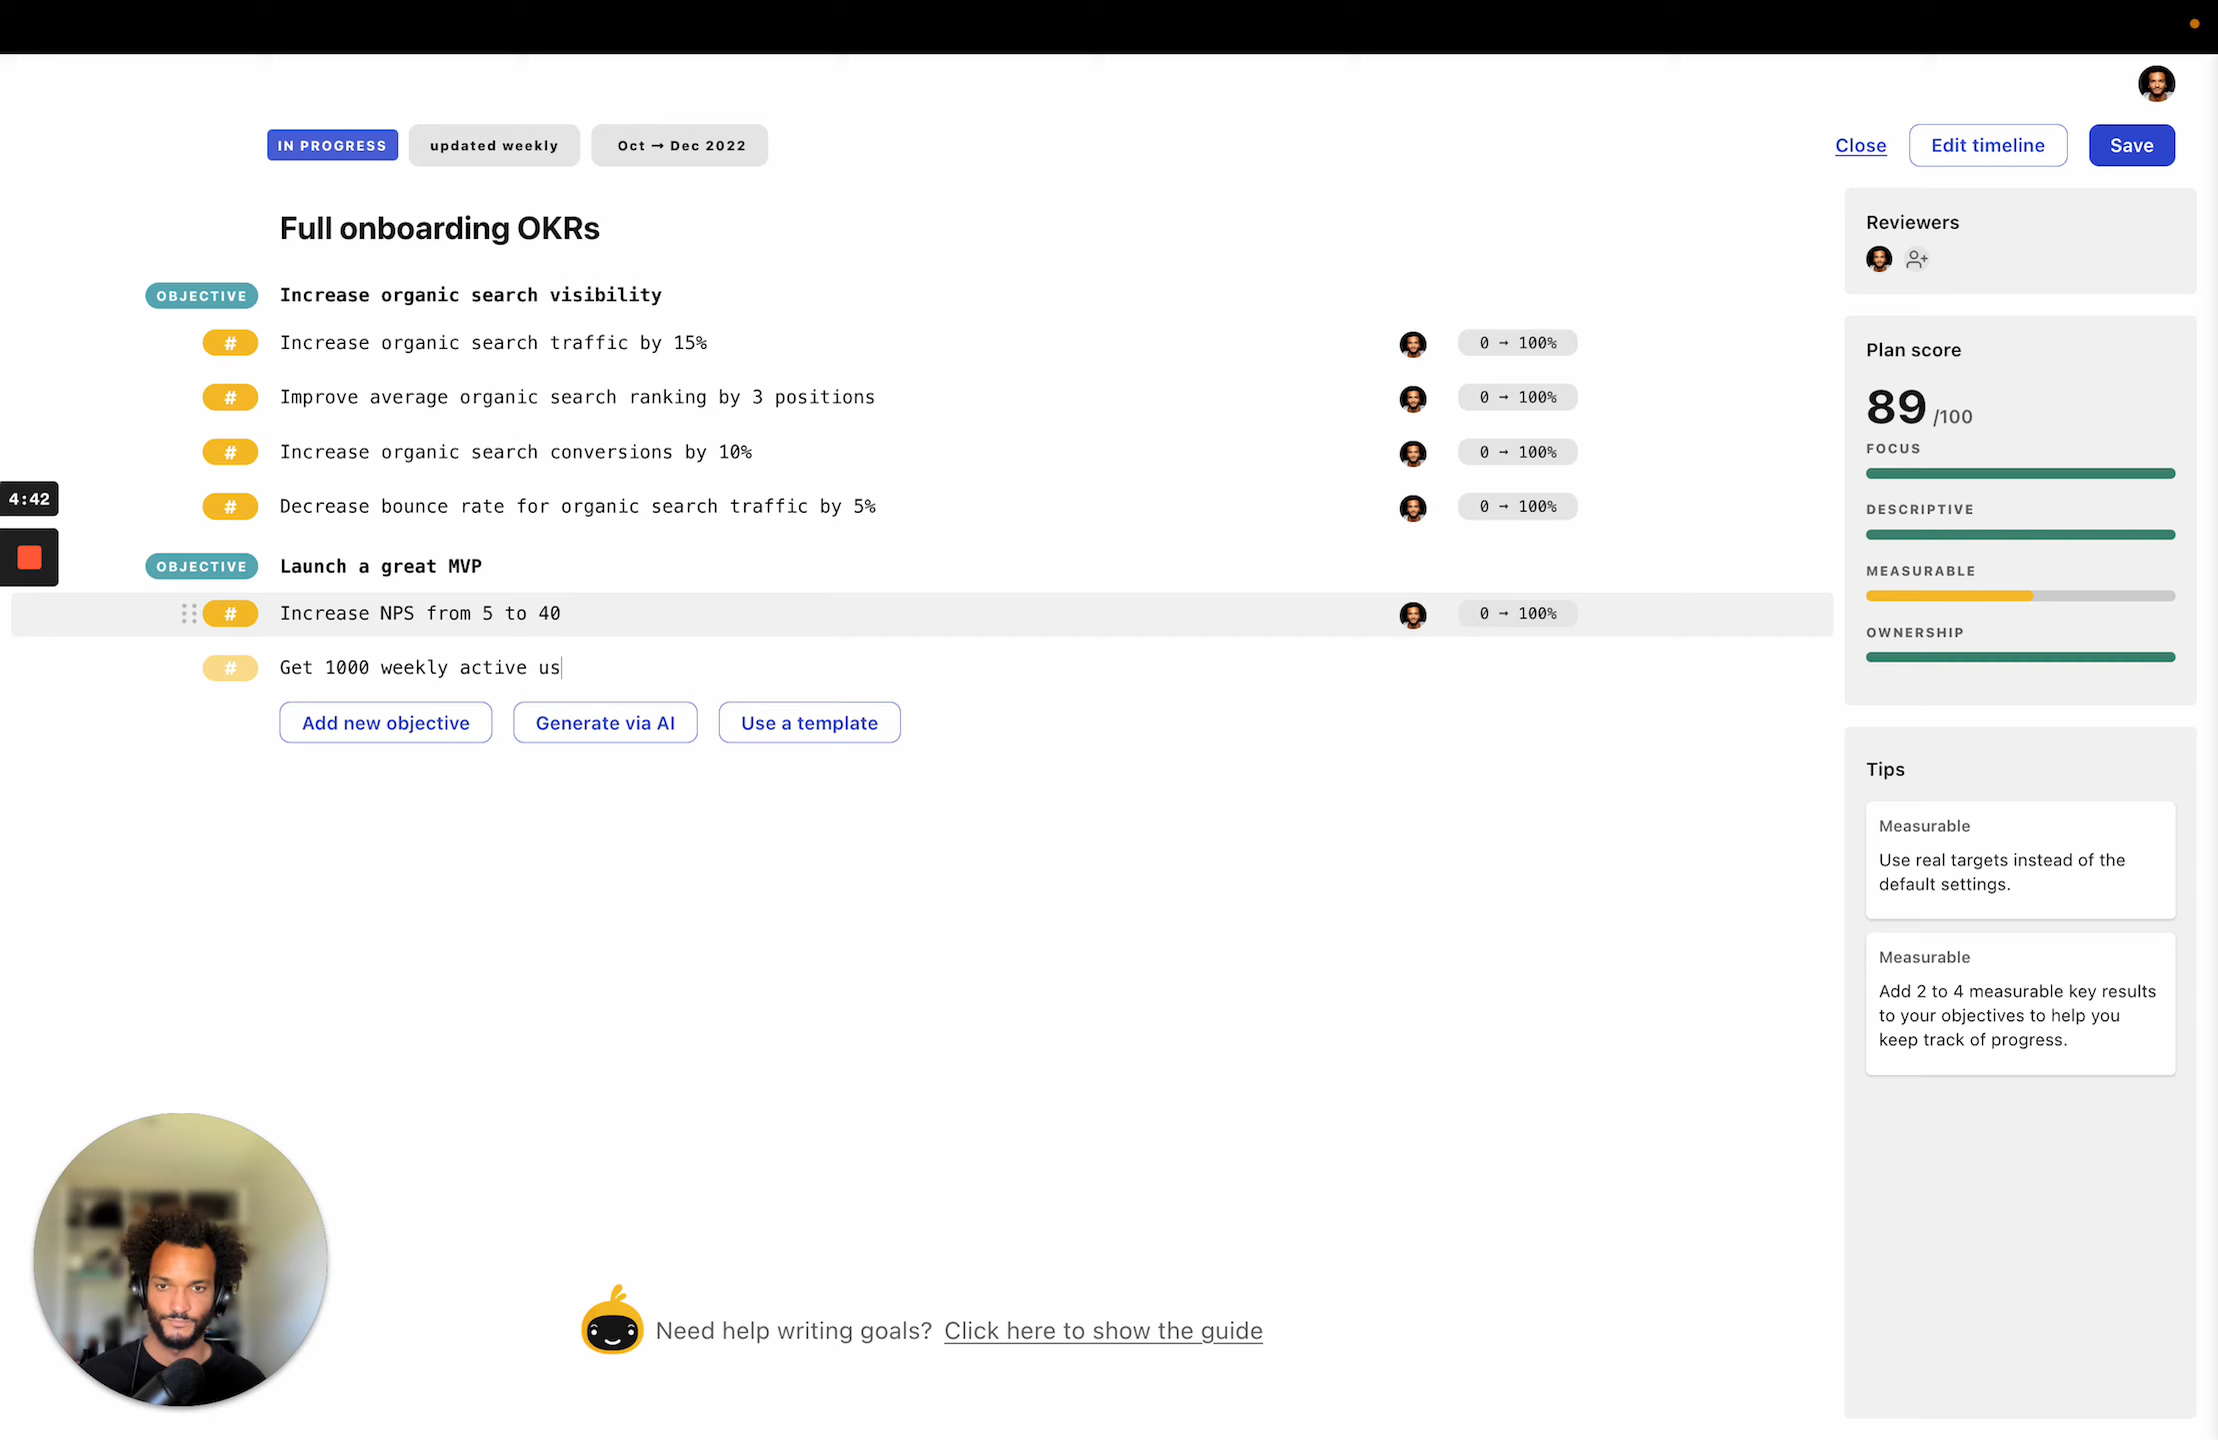 IN PROGRESS updated weekly Oct → Dec 2022 Close Edit timeline Save
Full onboarding OKRs
OBJECTIVE Increase organic search visibility
# Increase organic search traffic by 15% 0 → 100%
# Improve average organic search ranking by 3 positions 0 → 100%
# Increase organic search conversions by 10% 0 → 100%
# Decrease bounce rate for organic search traffic by 5% 0 → 100%
4:42
OBJECTIVE Launch a great MVP
# Increase NPS from 5 to 40 0 → 100%
# Get 1000 weekly active us
Add new objective Generate via AI Use a template
Reviewers
Plan score
89 /100
FOCUS
DESCRIPTIVE
MEASURABLE
OWNERSHIP
Tips
Measurable
Use real targets instead of the
default settings.
Measurable
Add 2 to 4 measurable key results
to your objectives to help you
keep track of progress.
Need help writing goals? Click here to show the guide